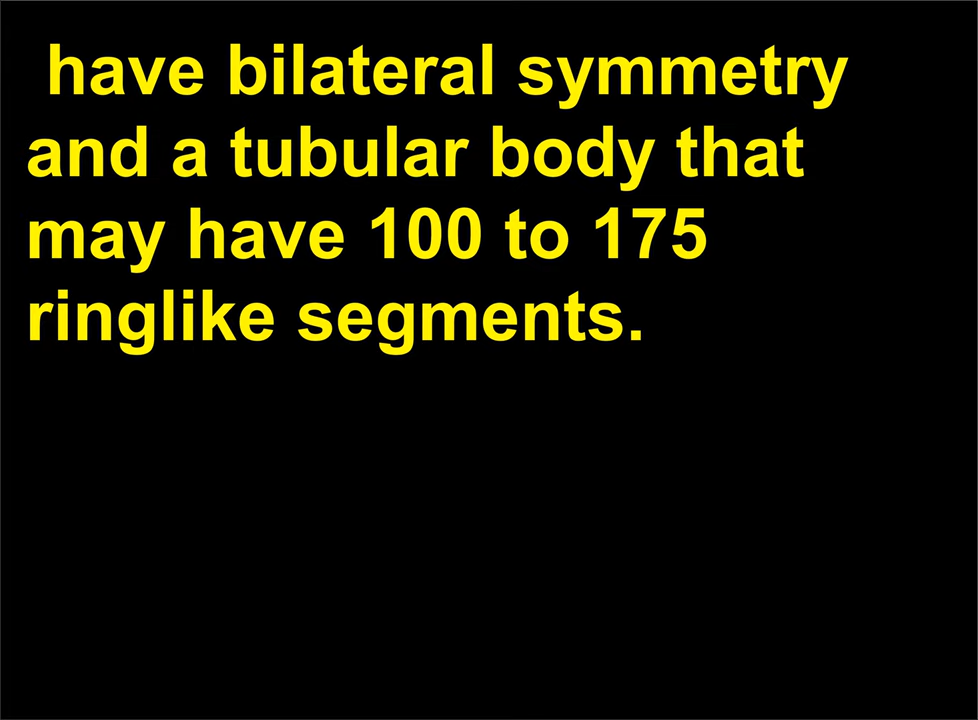 have bilateral symmetry
and a tubular body that
may have 100 to 175
ringlike segments.